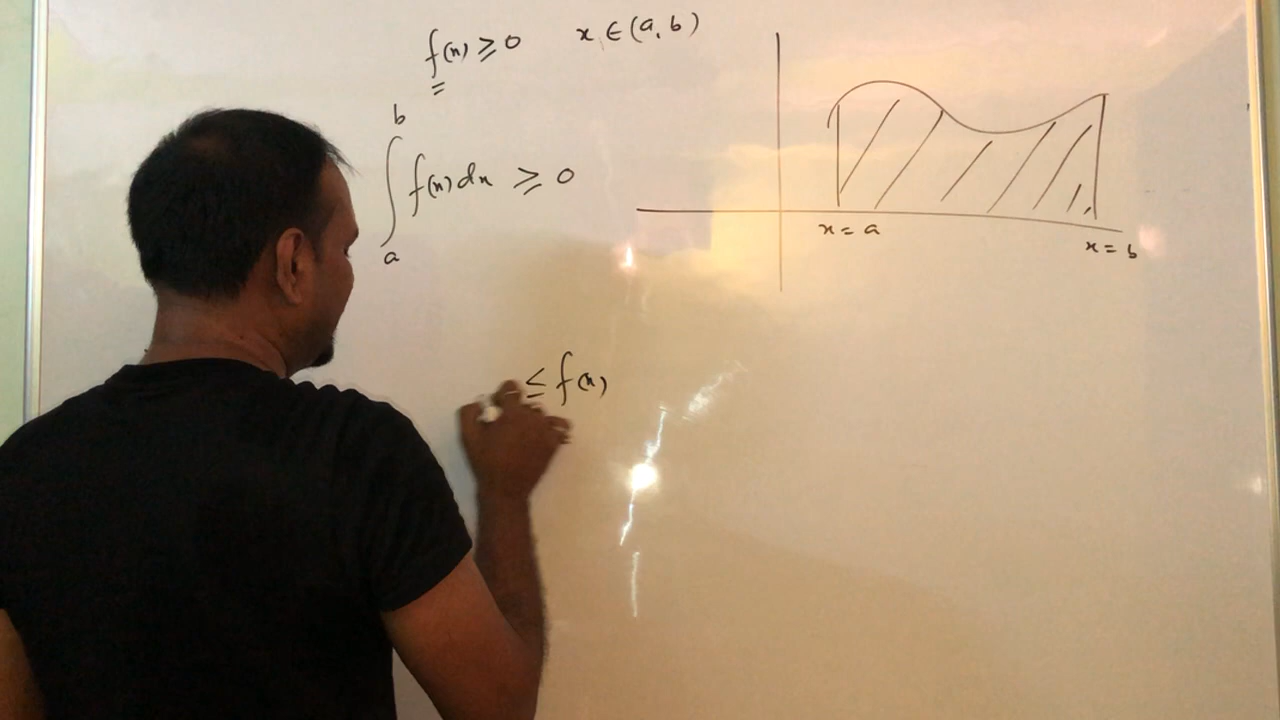 f(x) ≥ 0 x ∈ (a, b)
b
∫ f(x) dx ≥ 0
a
x = a
x = b
≤ f(x)